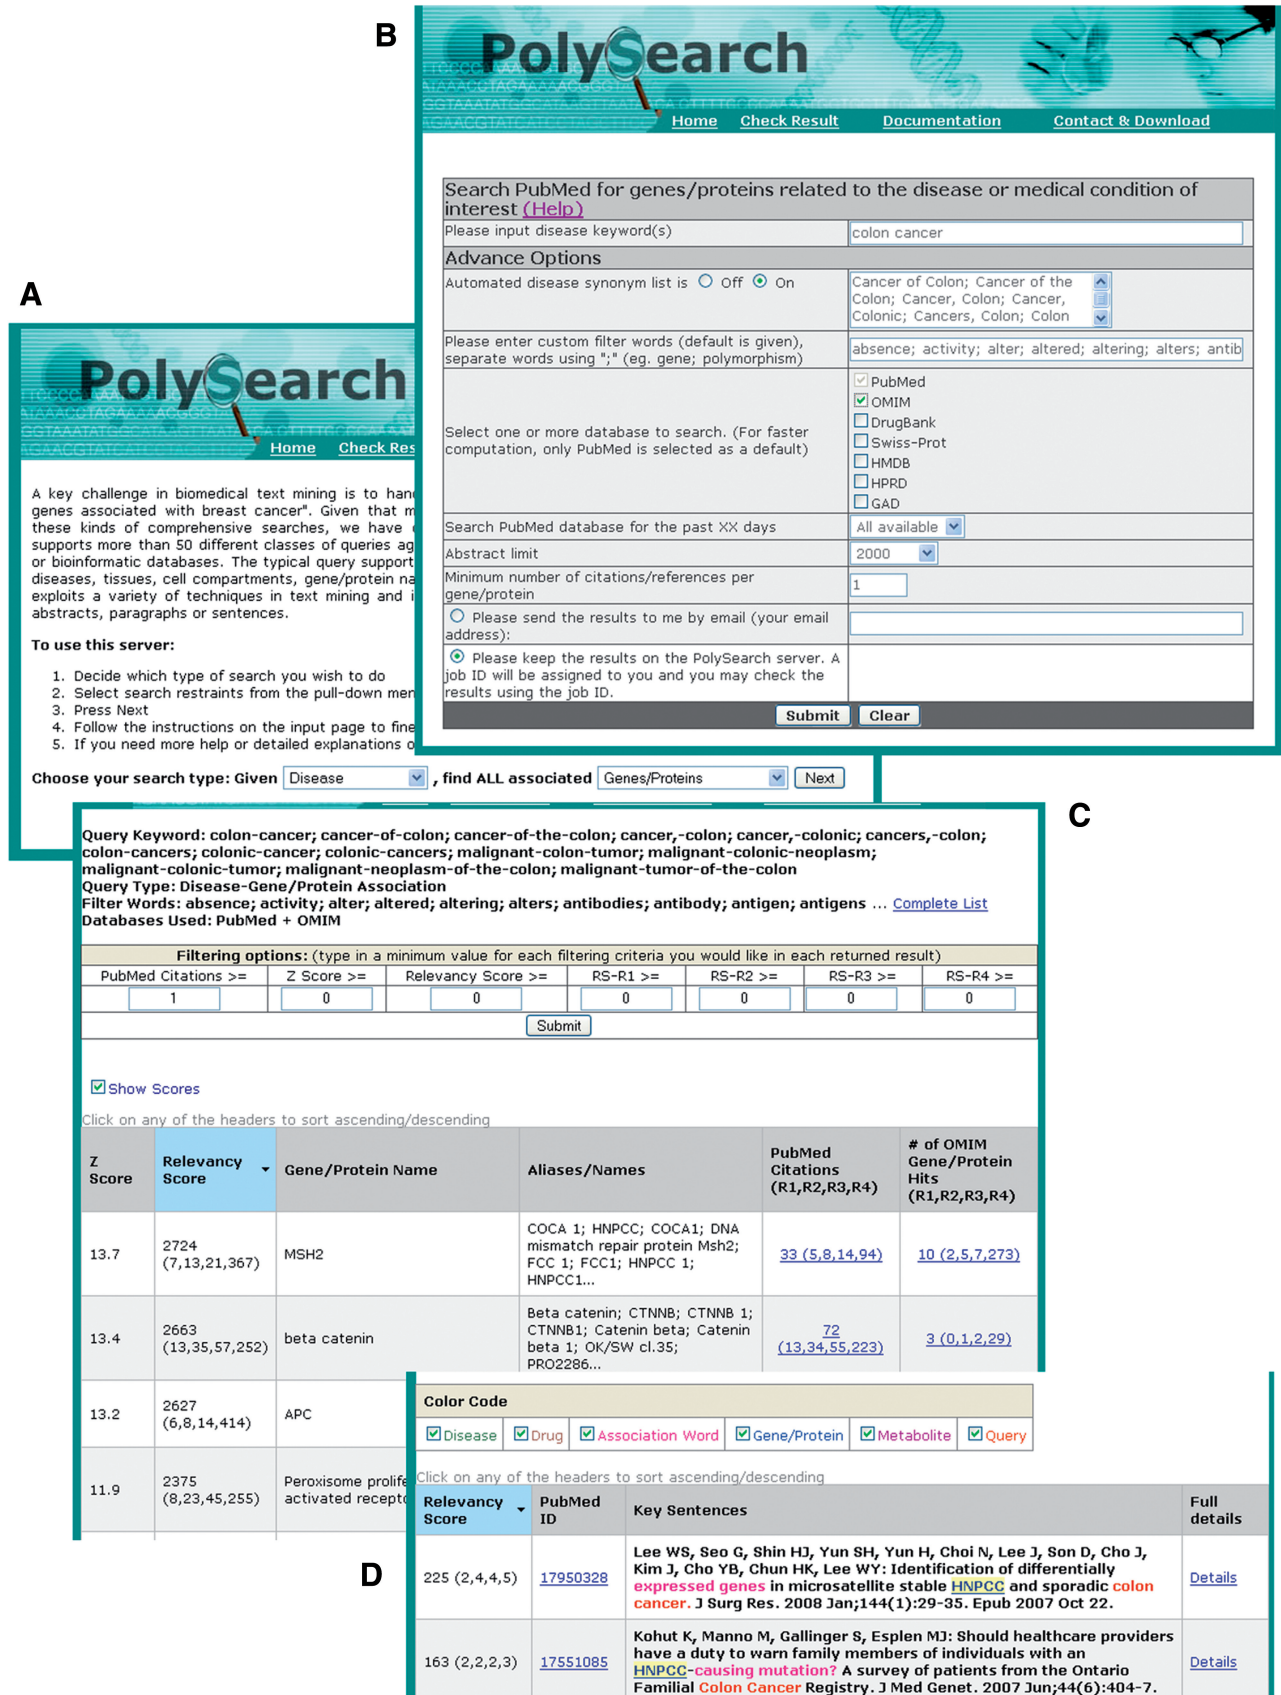 B
PolySearch
Home Check Result Documentation Contact & Download
Search PubMed for genes/proteins related to the disease or medical condition of
interest (Help)
Please input disease keyword(s) colon cancer
Advance Options
Automated disease synonym list is Off On
Cancer of Colon; Cancer of the
Colon; Cancer, Colon; Cancer,
Colonic; Cancers, Colon; Colon
Please enter custom filter words (default is given),
separate words using ";" (eg. gene; polymorphism)
absence; activity; alter; altered; altering; alters; antib
Select one or more database to search. (For faster
computation, only PubMed is selected as a default)
PubMed
OMIM
DrugBank
Swiss-Prot
HMDB
HPRD
GAD
Search PubMed database for the past XX days All available
Abstract limit 2000
Minimum number of citations/references per
gene/protein
1
Please send the results to me by email (your email
address):
Please keep the results on the PolySearch server. A
job ID will be assigned to you and you may check the
results using the job ID.
Submit Clear
A
PolySearch
Home Check Res
A key challenge in biomedical text mining is to hand
genes associated with breast cancer". Given that m
these kinds of comprehensive searches, we have
supports more than 50 different classes of queries ag
or bioinformatic databases. The typical query support
diseases, tissues, cell compartments, gene/protein na
exploits a variety of techniques in text mining and i
abstracts, paragraphs or sentences.
To use this server:
1. Decide which type of search you wish to do
2. Select search restraints from the pull-down men
3. Press Next
4. Follow the instructions on the input page to fine
5. If you need more help or detailed explanations o
Choose your search type: Given Disease , find ALL associated Genes/Proteins Next
C
Query Keyword: colon-cancer; cancer-of-colon; cancer-of-the-colon; cancer,-colon; cancer,-colonic; cancers,-colon;
colon-cancers; colonic-cancer; colonic-cancers; malignant-colon-tumor; malignant-colonic-neoplasm;
malignant-colonic-tumor; malignant-neoplasm-of-the-colon; malignant-tumor-of-the-colon
Query Type: Disease-Gene/Protein Association
Filter Words: absence; activity; alter; altered; altering; alters; antibodies; antibody; antigen; antigens ... Complete List
Databases Used: PubMed + OMIM
Filtering options: (type in a minimum value for each filtering criteria you would like in each returned result)
PubMed Citations >= Z Score >= Relevancy Score >= RS-R1 >= RS-R2 >= RS-R3 >= RS-R4 >=
1 0 0 0 0 0 0
Submit
Show Scores
Click on any of the headers to sort ascending/descending
Z
Score
Relevancy
Score
Gene/Protein Name
Aliases/Names
PubMed
Citations
(R1,R2,R3,R4)
# of OMIM
Gene/Protein
Hits
(R1,R2,R3,R4)
13.7
2724
(7,13,21,367)
MSH2
COCA 1; HNPCC; COCA1; DNA
mismatch repair protein Msh2;
FCC 1; FCC1; HNPCC 1;
HNPCC1...
33 (5,8,14,94)
10 (2,5,7,273)
13.4
2663
(13,35,57,252)
beta catenin
Beta catenin; CTNNB; CTNNB 1;
CTNNB1; Catenin beta; Catenin
beta 1; OK/SW cl.35;
PRO2286...
72
(13,34,55,223)
3 (0,1,2,29)
13.2
2627
(6,8,14,414)
APC
11.9
2375
(8,23,45,255)
Peroxisome prolife
activated recepto
D
Color Code
Disease Drug Association Word Gene/Protein Metabolite Query
Click on any of the headers to sort ascending/descending
Relevancy
Score
PubMed
ID
Key Sentences
Full
details
225 (2,4,4,5)
17950328
Lee WS, Seo G, Shin HJ, Yun SH, Yun H, Choi N, Lee J, Son D, Cho J,
Kim J, Cho YB, Chun HK, Lee WY: Identification of differentially
expressed genes in microsatellite stable HNPCC and sporadic colon
cancer. J Surg Res. 2008 Jan;144(1):29-35. Epub 2007 Oct 22.
Details
163 (2,2,2,3)
17551085
Kohut K, Manno M, Gallinger S, Esplen MJ: Should healthcare providers
have a duty to warn family members of individuals with an
HNPCC-causing mutation? A survey of patients from the Ontario
Familial Colon Cancer Registry. J Med Genet. 2007 Jun;44(6):404-7.
Details